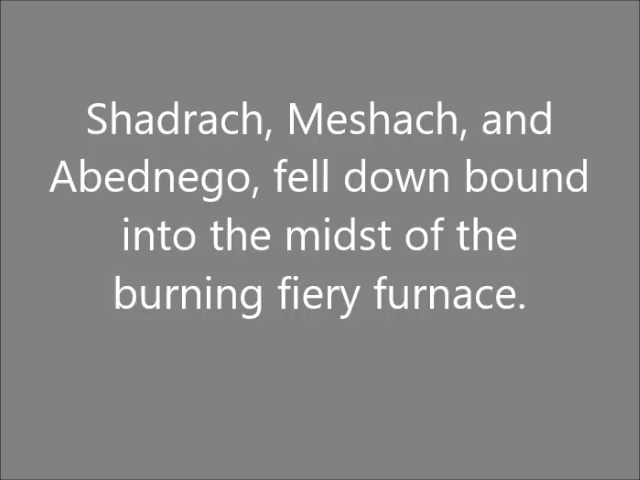 Shadrach, Meshach, and
Abednego, fell down bound
into the midst of the
burning fiery furnace.